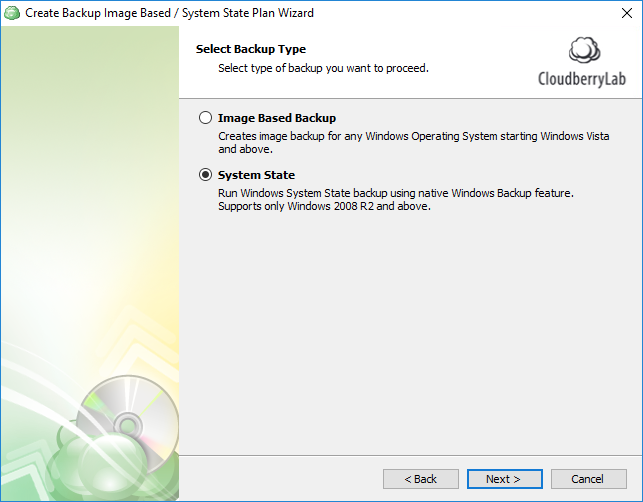 Create Backup Image Based / System State Plan Wizard
Select Backup Type
Select type of backup you want to proceed.
CloudberryLab
Image Based Backup
Creates image backup for any Windows Operating System starting Windows Vista
and above.
System State
Run Windows System State backup using native Windows Backup feature.
Supports only Windows 2008 R2 and above.
< Back
Next >
Cancel